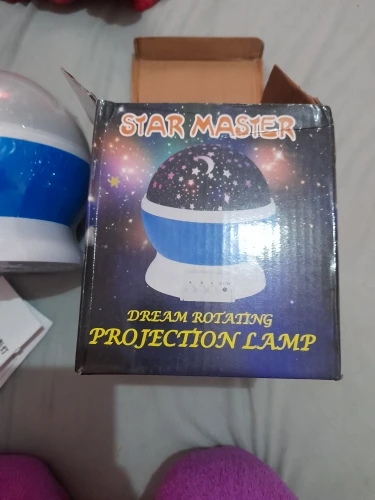 STAR MASTER
DREAM ROTATING
PROJECTION LAMP